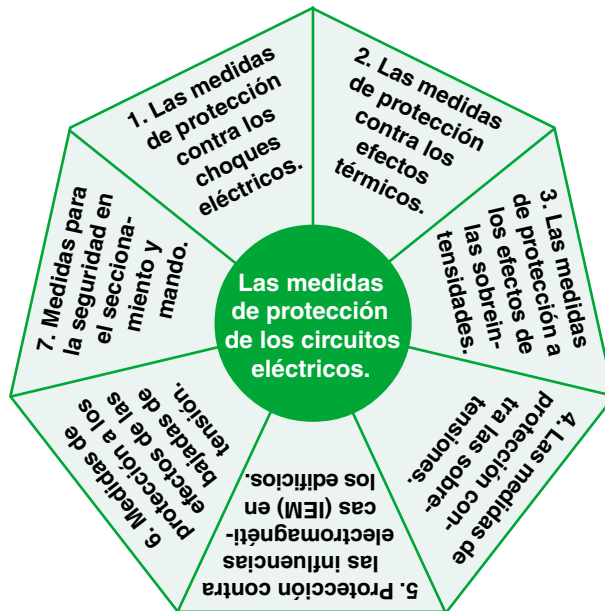 1. Las medidas
de protección
contra los
choques
eléctricos.
2. Las medidas
de protección
contra los
efectos
térmicos.
3. Las medidas
de protección a
los efectos de
las sobrein-
tensidades.
4. Las medidas de
protección con-
tra las sobre-
tensiones.
5. Protección contra
las influencias
electromagnéti-
cas (IEM) en
los edificios.
6. Medidas de
protección a los
efectos de las
bajadas de
tensión.
7. Medidas para
la seguridad en
el secciona-
miento y
mando.
Las medidas
de protección
de los circuitos
eléctricos.